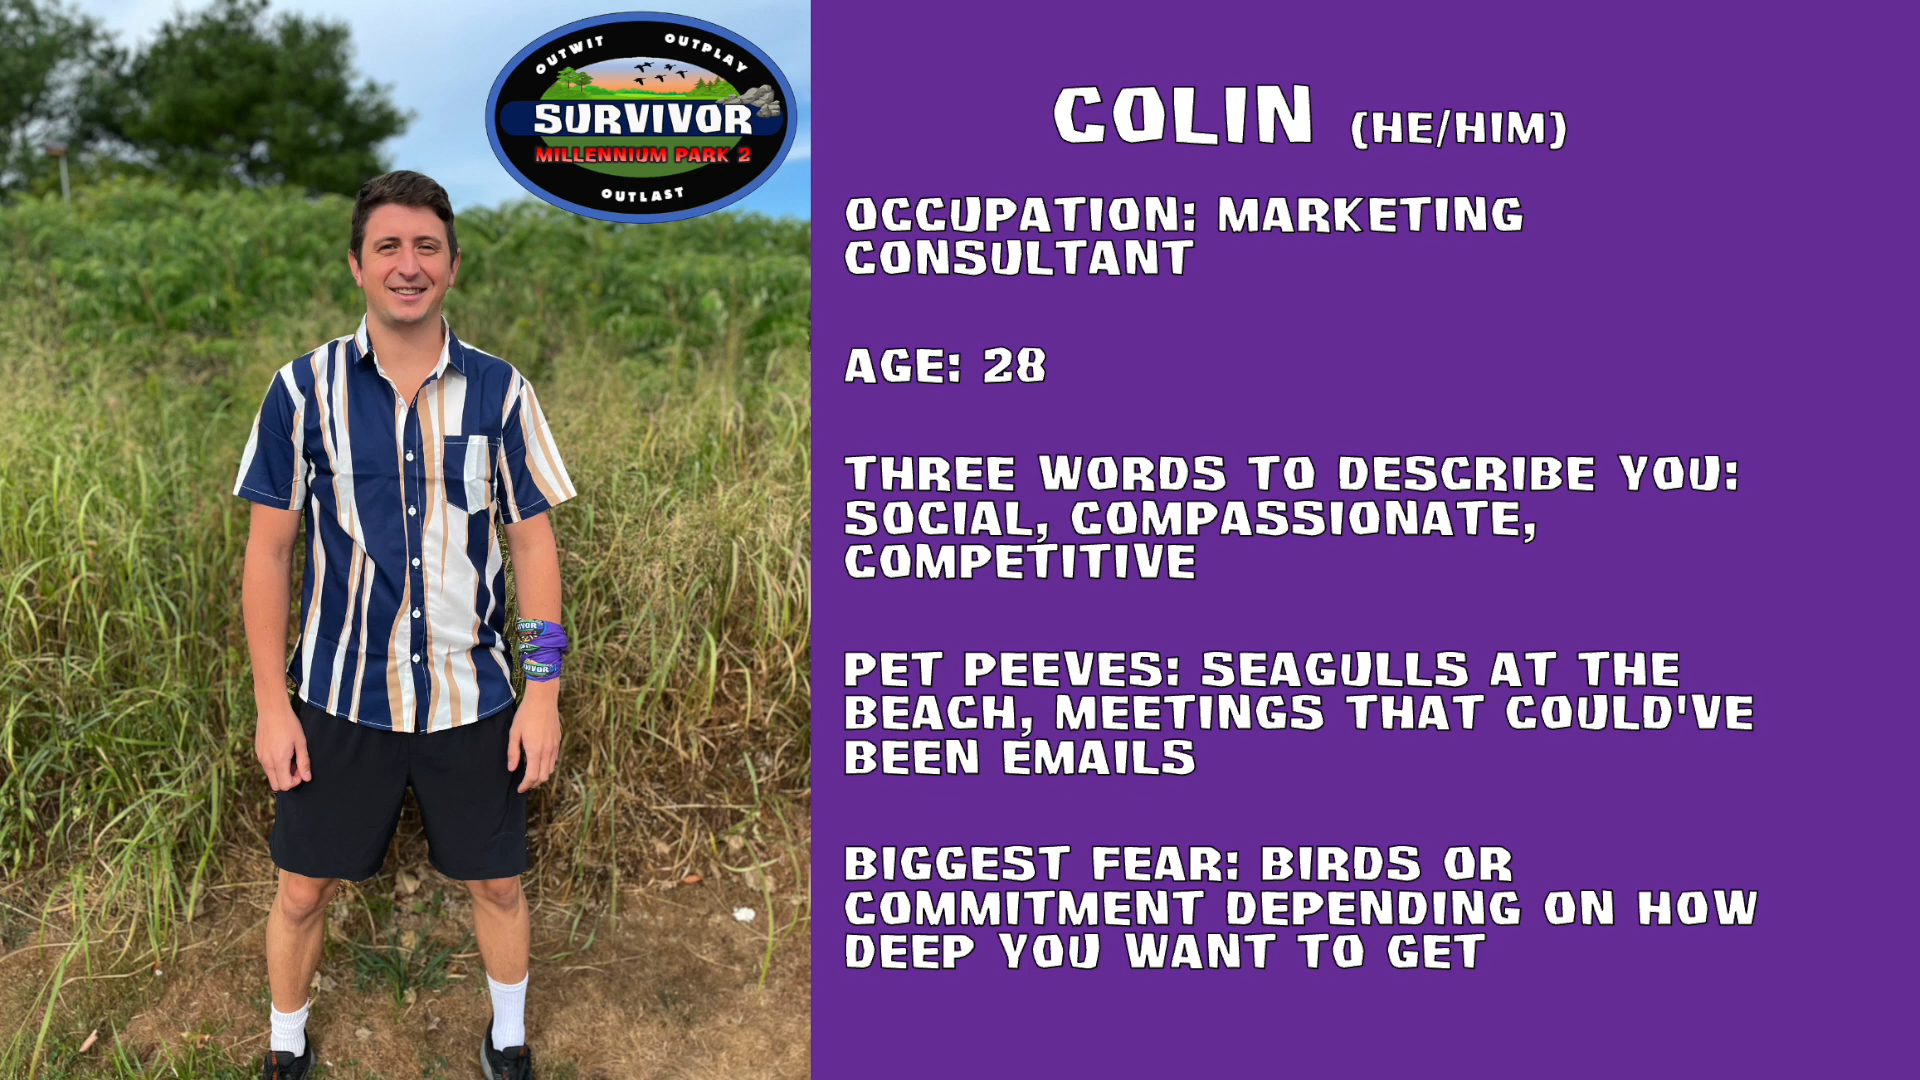 OUTWIT OUTPLAY
SURVIVOR
MILLENNIUM PARK 2
OUTLAST
COLIN (HE/HIM)
OCCUPATION: MARKETING
CONSULTANT
AGE: 28
THREE WORDS TO DESCRIBE YOU:
SOCIAL, COMPASSIONATE,
COMPETITIVE
PET PEEVES: SEAGULLS AT THE
BEACH, MEETINGS THAT COULD'VE
BEEN EMAILS
BIGGEST FEAR: BIRDS OR
COMMITMENT DEPENDING ON HOW
DEEP YOU WANT TO GET